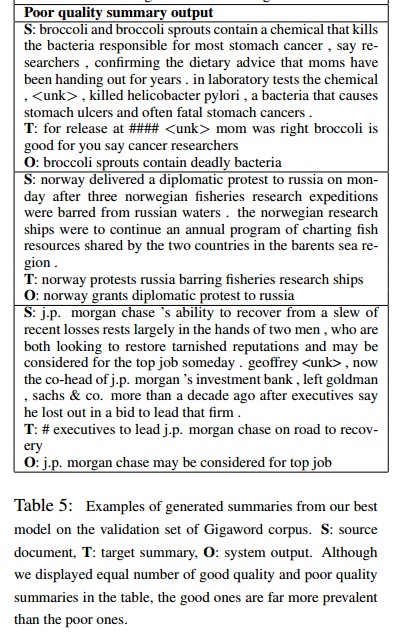 Poor quality summary output
S: broccoli and broccoli sprouts contain a chemical that kills
the bacteria responsible for most stomach cancer , say re-
searchers , confirming the dietary advice that moms have
been handing out for years . in laboratory tests the chemical
, <unk> , killed helicobacter pylori , a bacteria that causes
stomach ulcers and often fatal stomach cancers .
T: for release at #### <unk> mom was right broccoli is
good for you say cancer researchers
O: broccoli sprouts contain deadly bacteria
S: norway delivered a diplomatic protest to russia on mon-
day after three norwegian fisheries research expeditions
were barred from russian waters . the norwegian research
ships were to continue an annual program of charting fish
resources shared by the two countries in the barents sea re-
gion .
T: norway protests russia barring fisheries research ships
O: norway grants diplomatic protest to russia
S: j.p. morgan chase 's ability to recover from a slew of
recent losses rests largely in the hands of two men , who are
both looking to restore tarnished reputations and may be
considered for the top job someday . geoffrey <unk> , now
the co-head of j.p. morgan 's investment bank , left goldman
, sachs & co. more than a decade ago after executives say
he lost out in a bid to lead that firm .
T: # executives to lead j.p. morgan chase on road to recov-
ery
O: j.p. morgan chase may be considered for top job
Table 5: Examples of generated summaries from our best
model on the validation set of Gigaword corpus. S: source
document, T: target summary, O: system output. Although
we displayed equal number of good quality and poor quality
summaries in the table, the good ones are far more prevalent
than the poor ones.